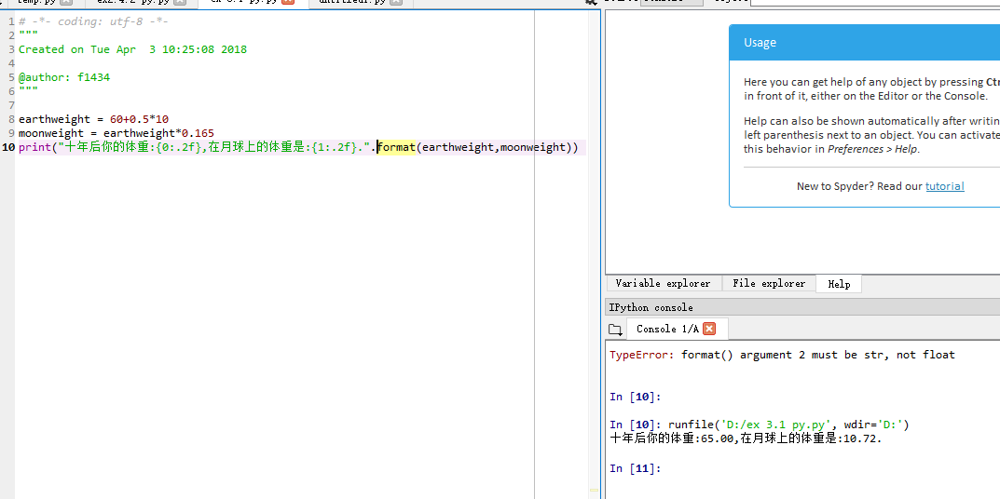 temp.py ex2.4.2 py.py ex 3.1 py.py untitled1.py
1 # -*- coding: utf-8 -*-
2 """
3 Created on Tue Apr  3 10:25:08 2018
4
5 @author: f1434
6 """
7
8 earthweight = 60+0.5*10
9 moonweight = earthweight*0.165
10 print("十年后你的体重:{0:.2f},在月球上的体重是:{1:.2f}.".format(earthweight,moonweight))
Usage
Here you can get help of any object by pressing Ctr
in front of it, either on the Editor or the Console.
Help can also be shown automatically after writin
left parenthesis next to an object. You can activate
this behavior in Preferences > Help.
New to Spyder? Read our tutorial
Variable explorer File explorer Help
IPython console
Console 1/A
TypeError: format() argument 2 must be str, not float
In [10]:
In [10]: runfile('D:/ex 3.1 py.py', wdir='D:')
十年后你的体重:65.00,在月球上的体重是:10.72.
In [11]: